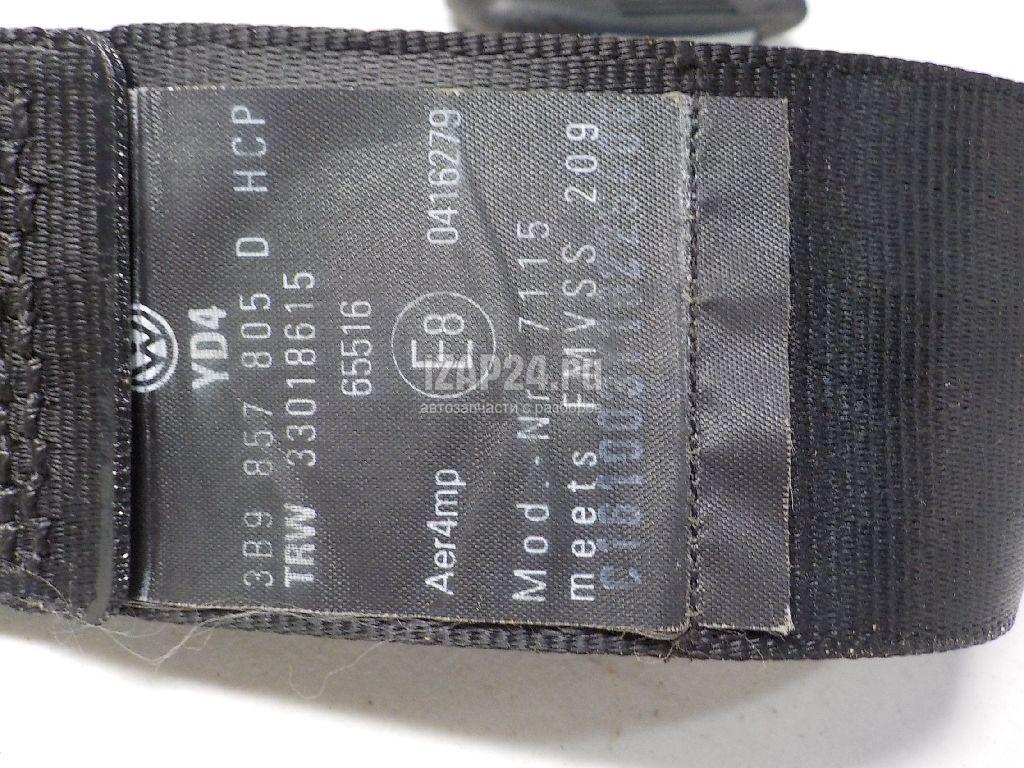 YD4
3B9 857 805 D HCP
TRW 33018615
65516
Aer4mp E8 0416279
Mod.-Nr 7115
meets FMVSS 209
IZAP24.Ru
автозапчасти с разборов